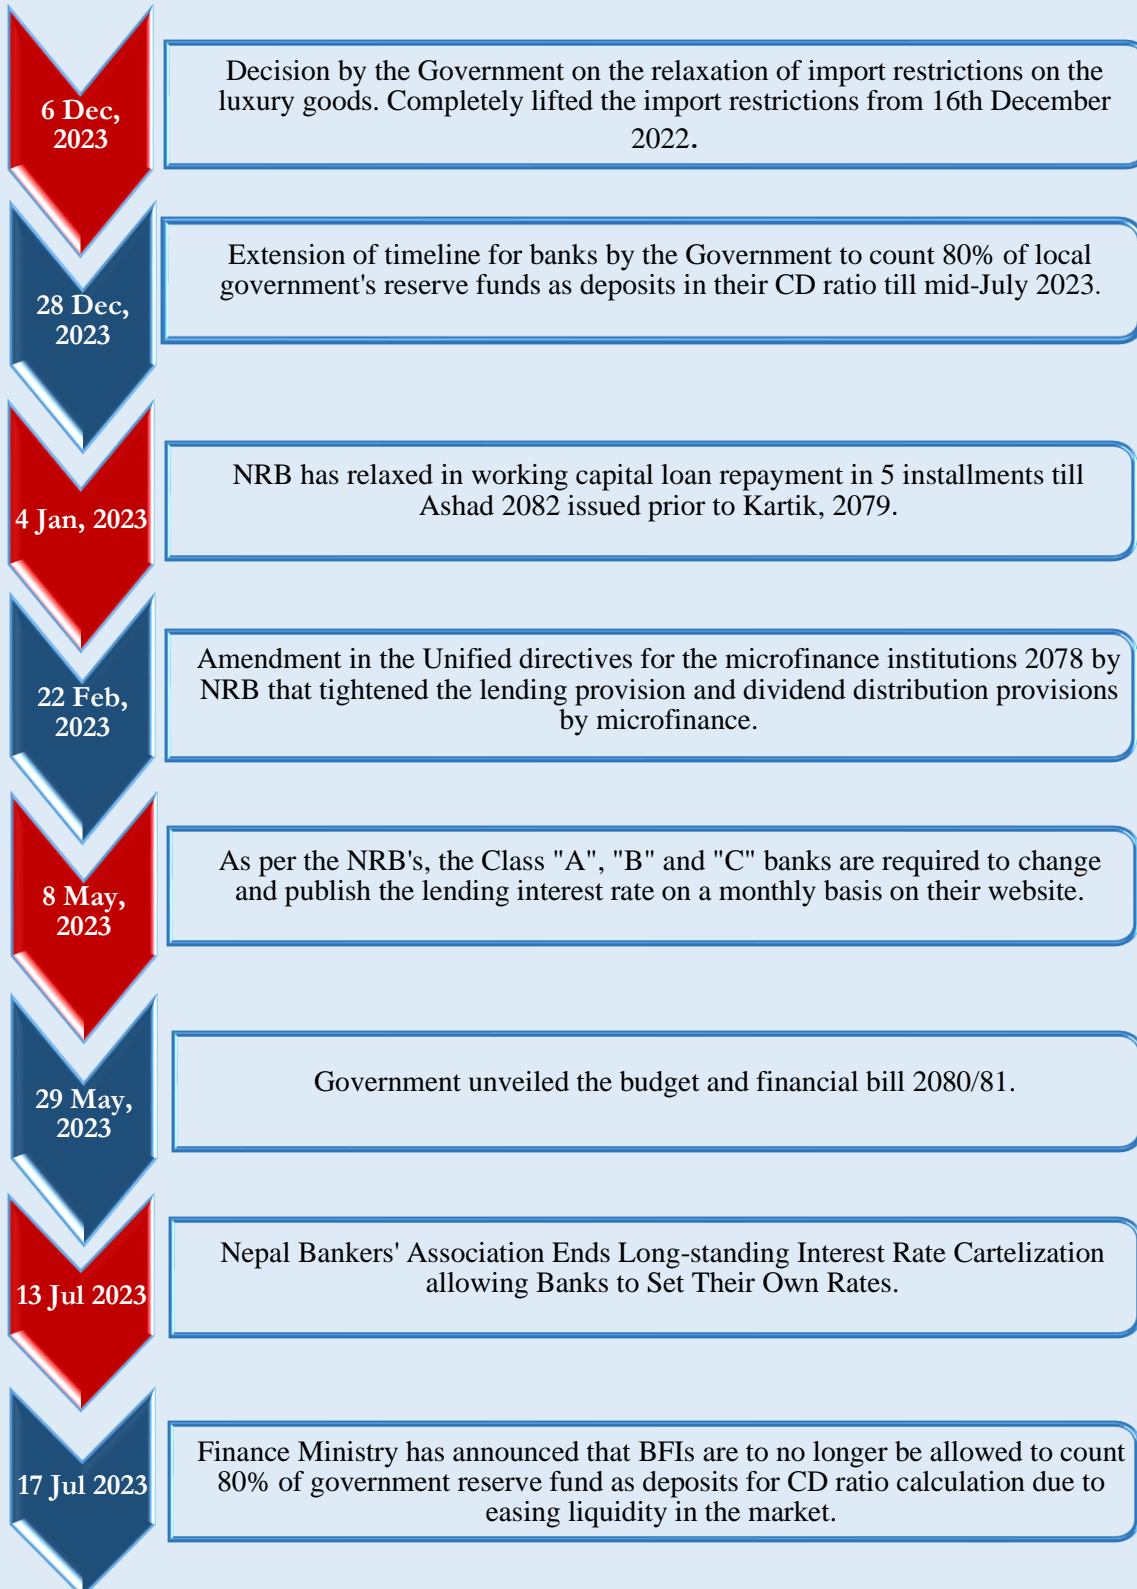 6 Dec,
2023
Decision by the Government on the relaxation of import restrictions on the
luxury goods. Completely lifted the import restrictions from 16th December
2022.
28 Dec,
2023
Extension of timeline for banks by the Government to count 80% of local
government's reserve funds as deposits in their CD ratio till mid-July 2023.
4 Jan, 2023
NRB has relaxed in working capital loan repayment in 5 installments till
Ashad 2082 issued prior to Kartik, 2079.
22 Feb,
2023
Amendment in the Unified directives for the microfinance institutions 2078 by
NRB that tightened the lending provision and dividend distribution provisions
by microfinance.
8 May,
2023
As per the NRB's, the Class "A", "B" and "C" banks are required to change
and publish the lending interest rate on a monthly basis on their website.
29 May,
2023
Government unveiled the budget and financial bill 2080/81.
13 Jul 2023
Nepal Bankers' Association Ends Long-standing Interest Rate Cartelization
allowing Banks to Set Their Own Rates.
17 Jul 2023
Finance Ministry has announced that BFIs are to no longer be allowed to count
80% of government reserve fund as deposits for CD ratio calculation due to
easing liquidity in the market.